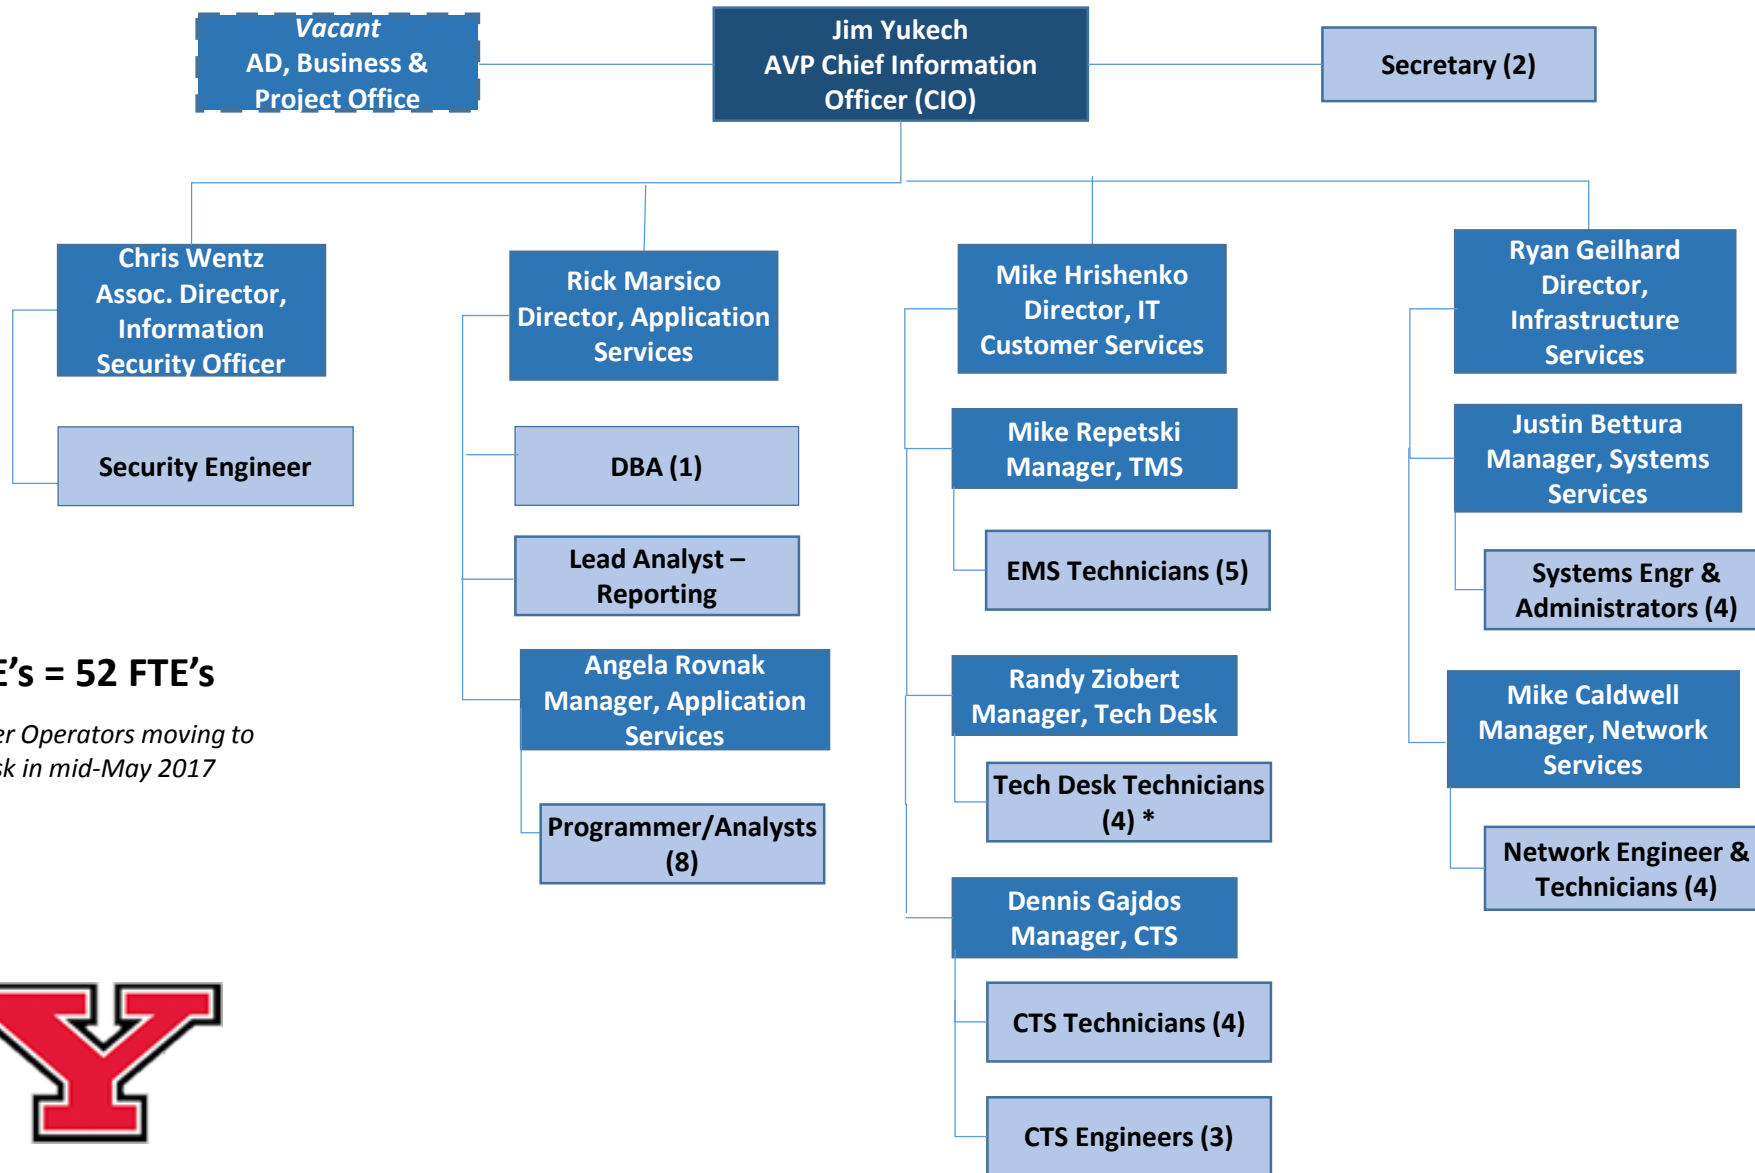 Vacant
AD, Business &
Project Office
Jim Yukech
AVP Chief Information
Officer (CIO)
Secretary (2)
Chris Wentz
Assoc. Director,
Information
Security Officer
Security Engineer
Rick Marsico
Director, Application
Services
DBA (1)
Lead Analyst –
Reporting
Angela Rovnak
Manager, Application
Services
Programmer/Analysts
(8)
Mike Hrishenko
Director, IT
Customer Services
Mike Repetski
Manager, TMS
EMS Technicians (5)
Randy Ziobert
Manager, Tech Desk
Tech Desk Technicians
(4) *
Dennis Gajdos
Manager, CTS
CTS Technicians (4)
CTS Engineers (3)
Ryan Geilhard
Director,
Infrastructure
Services
Justin Bettura
Manager, Systems
Services
Systems Engr &
Administrators (4)
Mike Caldwell
Manager, Network
Services
Network Engineer &
Technicians (4)
E’s = 52 FTE’s
er Operators moving to
sk in mid-May 2017
Y